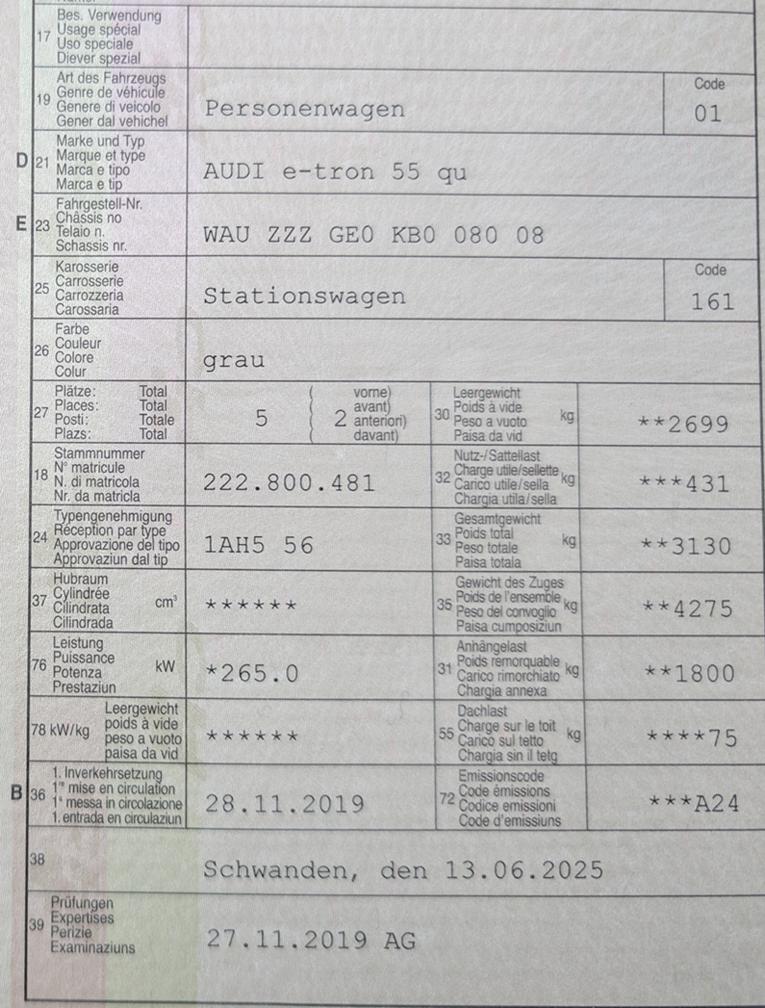 17 Bes. Verwendung
Usage spécial
Uso speciale
Diever spezial
19 Art des Fahrzeugs
Genre de véhicule
Genere di veicolo
Gener dal vehichel
Personenwagen
Code
01
D 21 Marke und Typ
Marque et type
Marca e tipo
Marca e tip
AUDI e-tron 55 qu
E 23 Fahrgestell-Nr.
Châssis no
Telaio n.
Schassis nr.
WAU ZZZ GE0 KB0 080 08
25 Karosserie
Carrosserie
Carrozzeria
Carossaria
Stationswagen
Code
161
26 Farbe
Couleur
Colore
Colur
grau
27 Plätze: Total
Places: Total
Posti: Totale
Plazs: Total
5 ( 2 vorne)
avant)
anteriori)
davant)
30 Leergewicht
Poids à vide
Peso a vuoto
Paisa da vid
kg
**2699
18 Stammnummer
N° matricule
N. di matricola
Nr. da matricla
222.800.481
32 Nutz-/Sattellast
Charge utile/sellette
Carico utile/sella
Chargia utila/sella
kg
***431
24 Typengenehmigung
Réception par type
Approvazione del tipo
Approvaziun dal tip
1AH5 56
33 Gesamtgewicht
Poids total
Peso totale
Paisa totala
kg
**3130
37 Hubraum
Cylindrée
Cilindrata
Cilindrada
cm³
******
35 Gewicht des Zuges
Poids de l'ensemble
Peso del convoglio
Paisa cumposiziun
kg
**4275
76 Leistung
Puissance
Potenza
Prestaziun
kW
*265.0
31 Anhängelast
Poids remorquable
Carico rimorchiato
Chargia annexa
kg
**1800
78 kW/kg Leergewicht
poids à vide
peso a vuoto
paisa da vid
******
55 Dachlast
Charge sur le toit
Carico sul tetto
Chargia sin il tetg
kg
****75
B 36 1. Inverkehrsetzung
1re mise en circulation
1a messa in circolazione
1. entrada en circulaziun
28.11.2019
72 Emissionscode
Code émissions
Codice emissioni
Code d'emissiuns
***A24
38
Schwanden, den 13.06.2025
39 Prüfungen
Expertises
Perizie
Examinaziuns
27.11.2019 AG